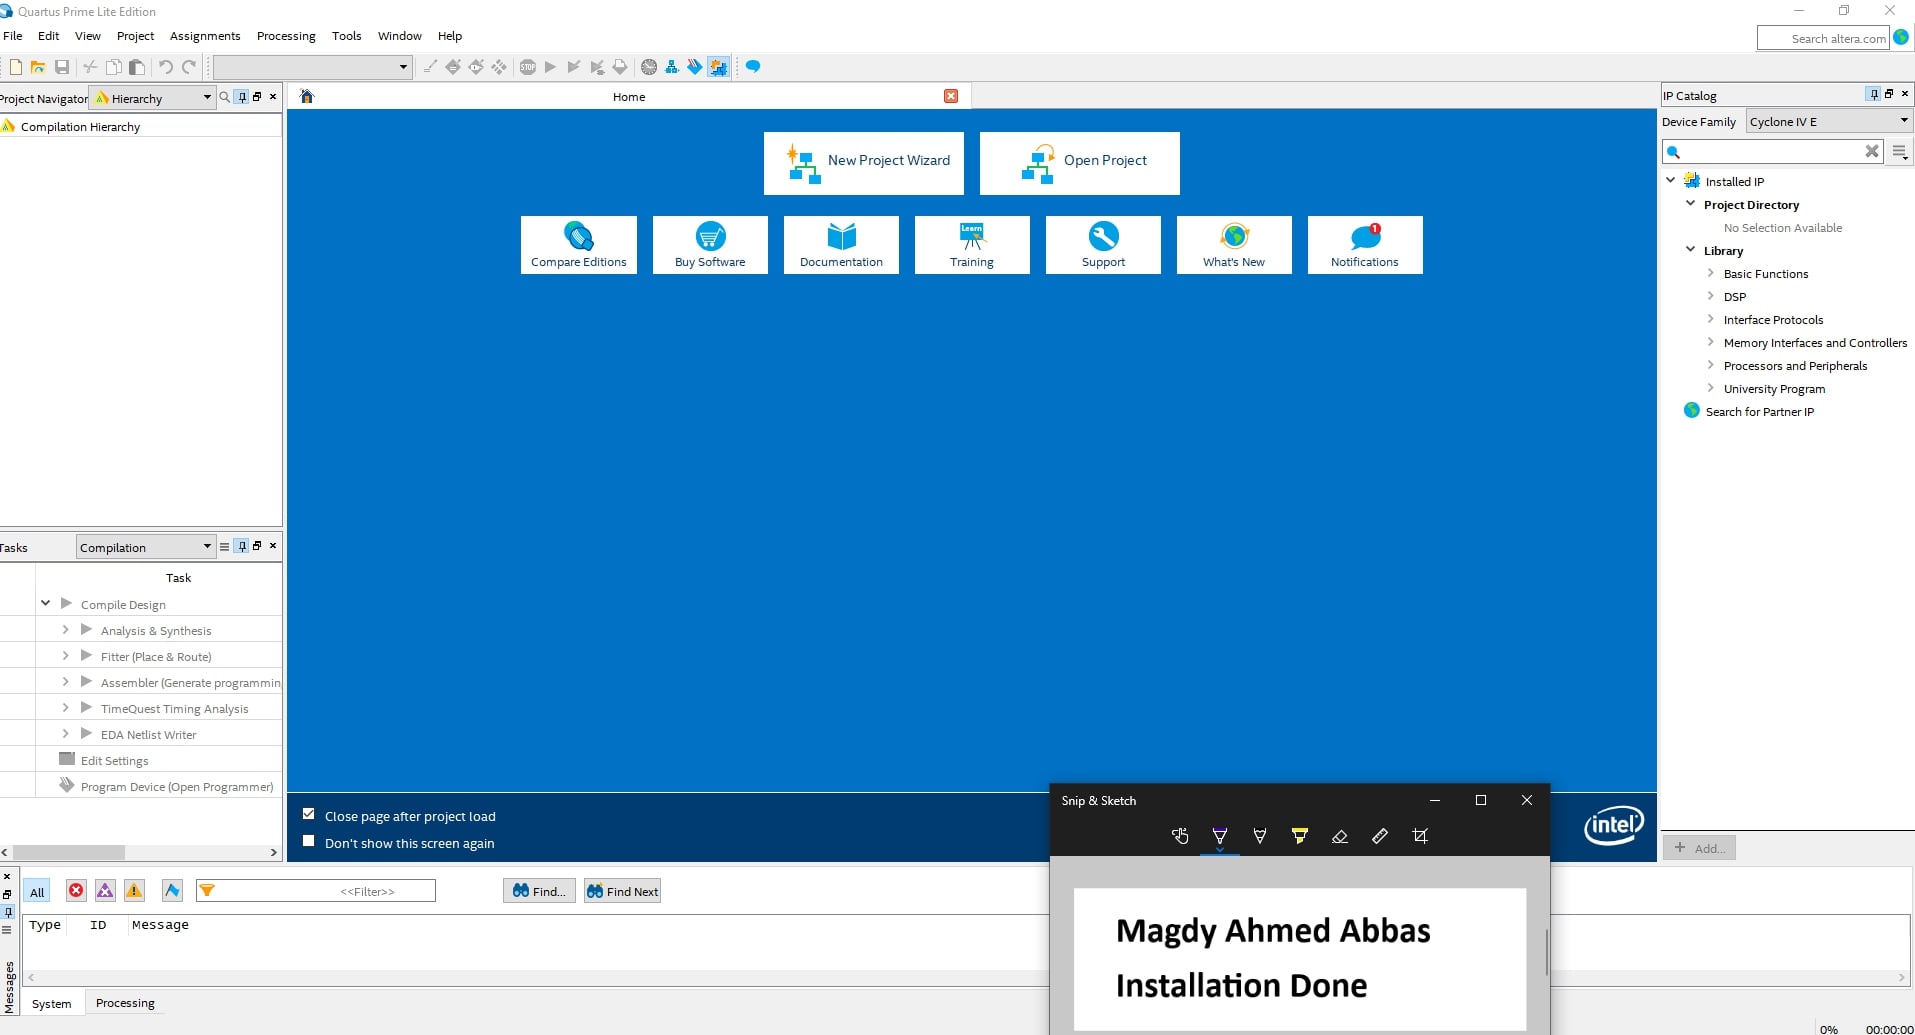 Quartus Prime Lite Edition
File Edit View Project Assignments Processing Tools Window Help
Search altera.com
Project Navigator Hierarchy
Compilation Hierarchy
Home
New Project Wizard
Open Project
Compare Editions
Buy Software
Documentation
Learn
Training
Support
What's New
1
Notifications
IP Catalog
Device Family Cyclone IV E
Installed IP
Project Directory
No Selection Available
Library
Basic Functions
DSP
Interface Protocols
Memory Interfaces and Controllers
Processors and Peripherals
University Program
Search for Partner IP
Add...
Tasks Compilation
Task
Compile Design
Analysis & Synthesis
Fitter (Place & Route)
Assembler (Generate programmin
TimeQuest Timing Analysis
EDA Netlist Writer
Edit Settings
Program Device (Open Programmer)
Close page after project load
Don't show this screen again
intel
Snip & Sketch
Magdy Ahmed Abbas
Installation Done
All <<Filter>> Find... Find Next
Type ID Message
Messages
System Processing
0% 00:00:00